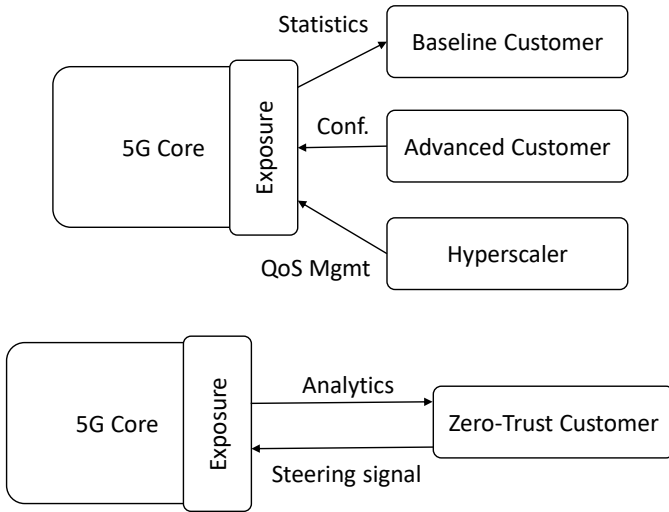 Statistics
Baseline Customer
5G Core
Exposure
Conf.
Advanced Customer
QoS Mgmt
Hyperscaler
5G Core
Exposure
Analytics
Zero-Trust Customer
Steering signal